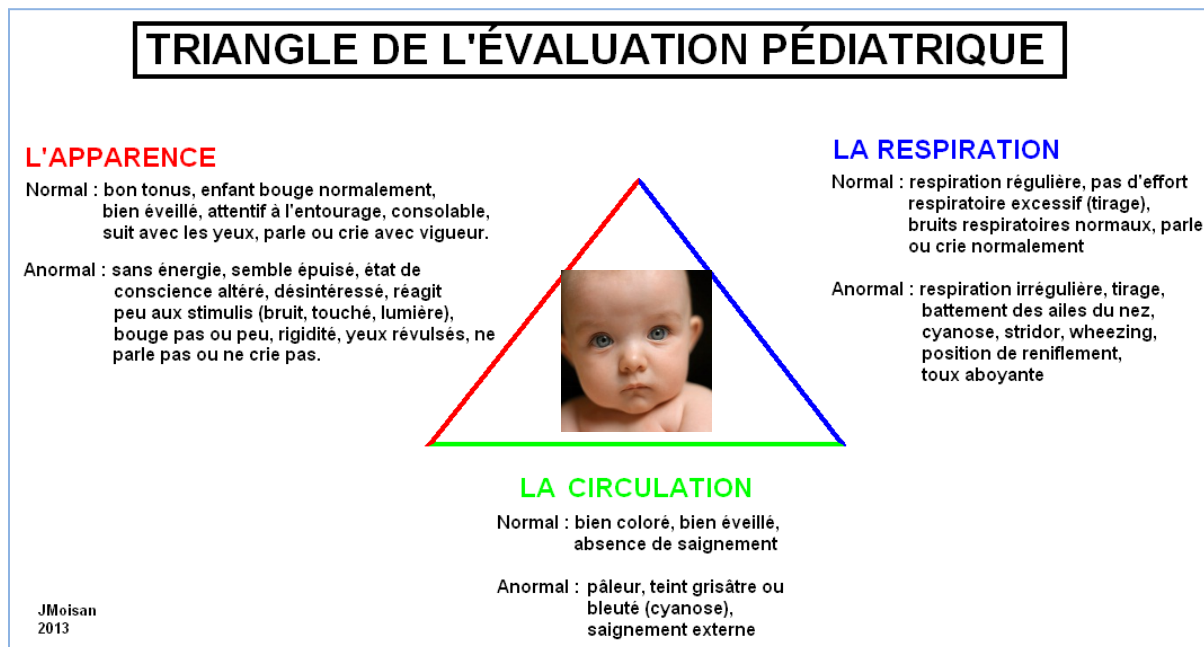 TRIANGLE DE L'ÉVALUATION PÉDIATRIQUE
L'APPARENCE
Normal : bon tonus, enfant bouge normalement,
bien éveillé, attentif à l'entourage, consolable,
suit avec les yeux, parle ou crie avec vigueur.
Anormal : sans énergie, semble épuisé, état de
conscience altéré, désintéressé, réagit
peu aux stimulis (bruit, touché, lumière),
bouge pas ou peu, rigidité, yeux révulsés, ne
parle pas ou ne crie pas.
LA RESPIRATION
Normal : respiration régulière, pas d'effort
respiratoire excessif (tirage),
bruits respiratoires normaux, parle
ou crie normalement
Anormal : respiration irrégulière, tirage,
battement des ailes du nez,
cyanose, stridor, wheezing,
position de reniflement,
toux aboyante
LA CIRCULATION
Normal : bien coloré, bien éveillé,
absence de saignement
Anormal : pâleur, teint grisâtre ou
bleuté (cyanose),
saignement externe
JMoisan
2013